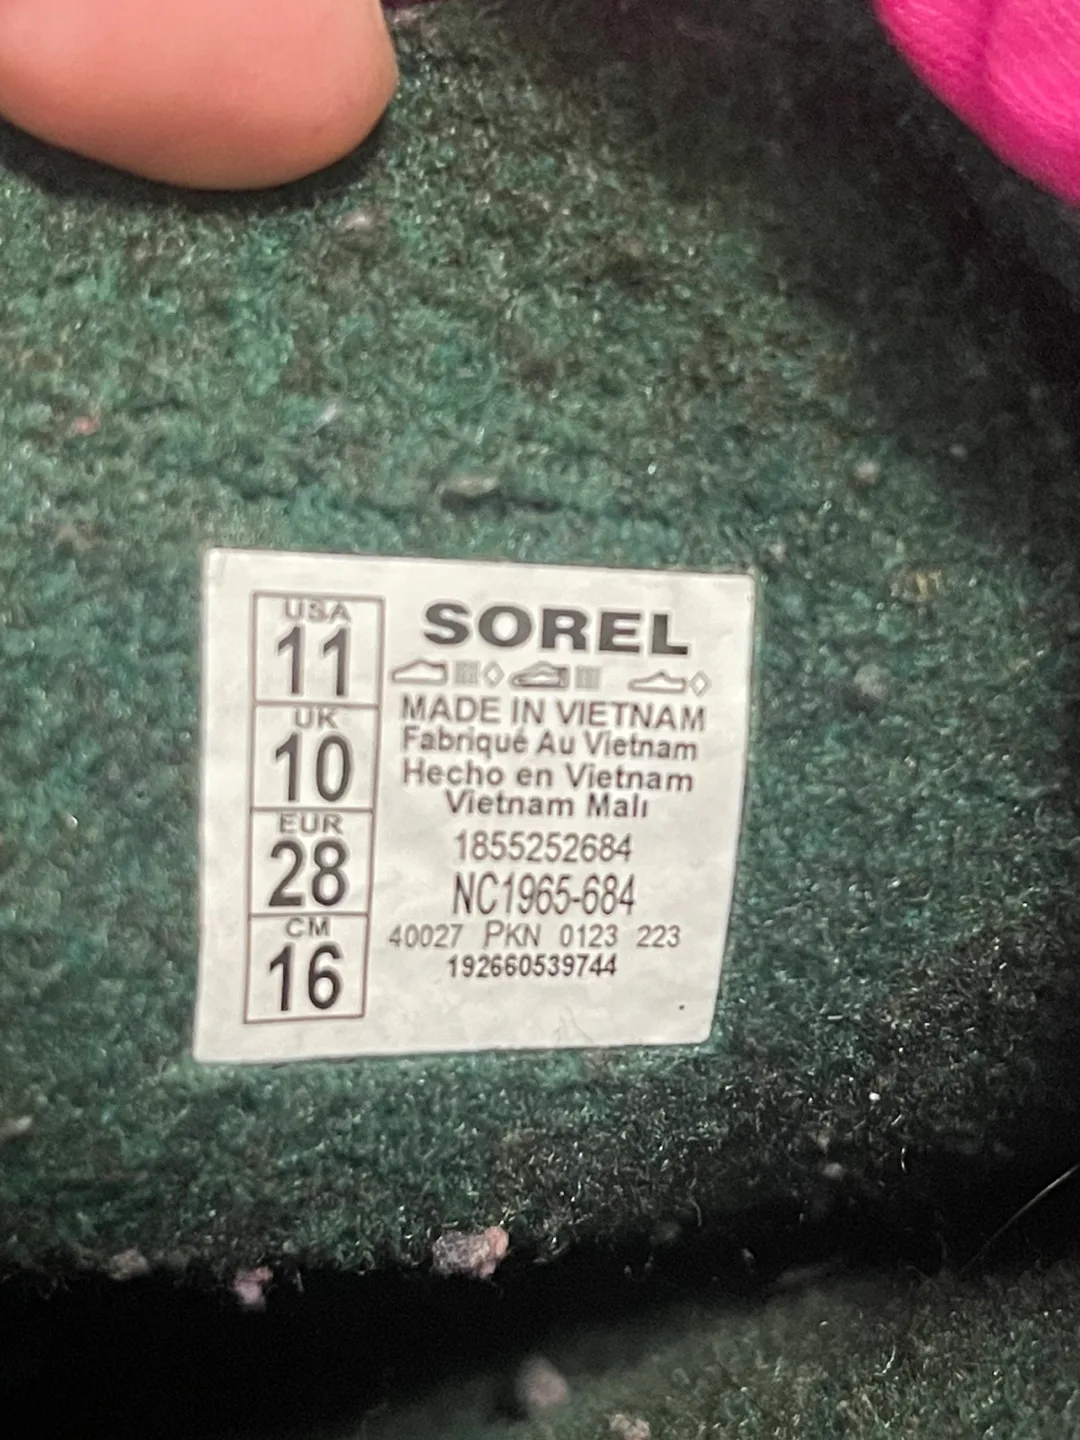 USA
11
UK
10
EUR
28
CM
16
SOREL
MADE IN VIETNAM
Fabriqué Au Vietnam
Hecho en Vietnam
Vietnam Malı
1855252684
NC1965-684
40027 PKN 0123 223
192660539744